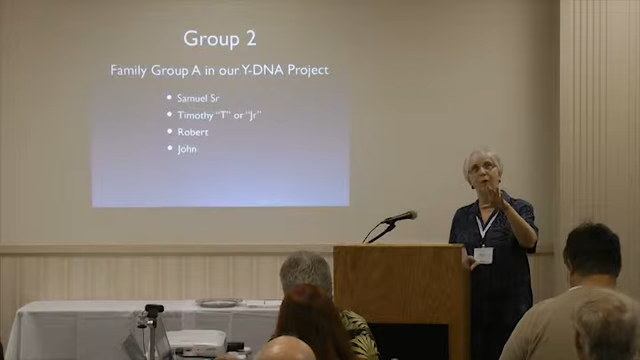 Group 2
Family Group A in our Y-DNA Project
• Samuel Sr
• Timothy “T” or “Jr”
• Robert
• John